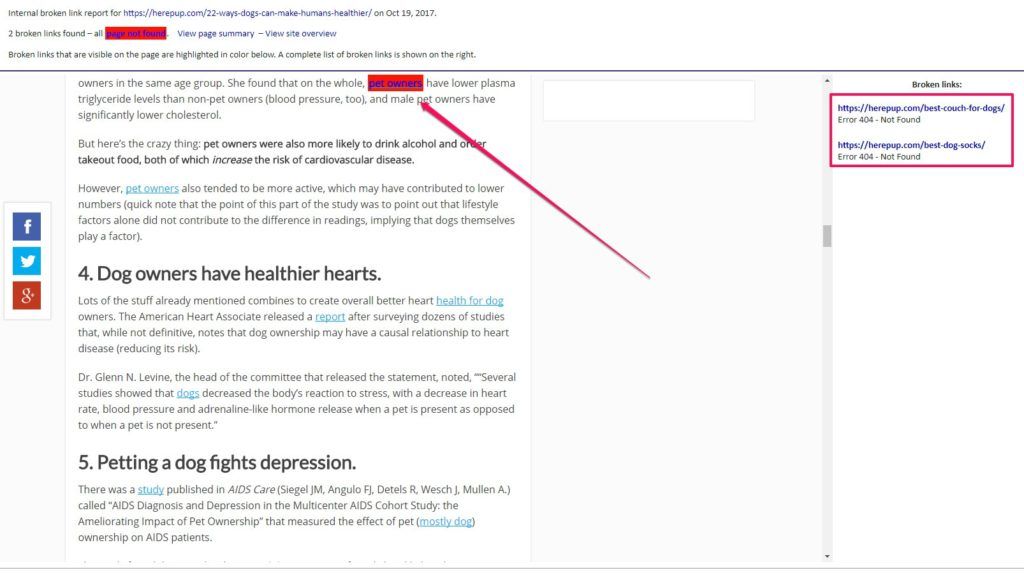 Internal broken link report for https://herepup.com/22-ways-dogs-can-make-humans-healthier/ on Oct 19, 2017.
2 broken links found – all page not found. View page summary – View site overview
Broken links that are visible on the page are highlighted in color below. A complete list of broken links is shown on the right.
owners in the same age group. She found that on the whole, pet owners have lower plasma
triglyceride levels than non-pet owners (blood pressure, too), and male pet owners have
significantly lower cholesterol.
But here's the crazy thing: pet owners were also more likely to drink alcohol and order
takeout food, both of which increase the risk of cardiovascular disease.
However, pet owners also tended to be more active, which may have contributed to lower
numbers (quick note that the point of this part of the study was to point out that lifestyle
factors alone did not contribute to the difference in readings, implying that dogs themselves
play a factor).
4. Dog owners have healthier hearts.
Lots of the stuff already mentioned combines to create overall better heart health for dog
owners. The American Heart Associate released a report after surveying dozens of studies
that, while not definitive, notes that dog ownership may have a causal relationship to heart
disease (reducing its risk).
Dr. Glenn N. Levine, the head of the committee that released the statement, noted, ““Several
studies showed that dogs decreased the body's reaction to stress, with a decrease in heart
rate, blood pressure and adrenaline-like hormone release when a pet is present as opposed
to when a pet is not present.”
5. Petting a dog fights depression.
There was a study published in AIDS Care (Siegel JM, Angulo FJ, Detels R, Wesch J, Mullen A.)
called “AIDS Diagnosis and Depression in the Multicenter AIDS Cohort Study: the
Ameliorating Impact of Pet Ownership” that measured the effect of pet (mostly dog)
ownership on AIDS patients.
Broken links:
https://herepup.com/best-couch-for-dogs/
Error 404 - Not Found
https://herepup.com/best-dog-socks/
Error 404 - Not Found